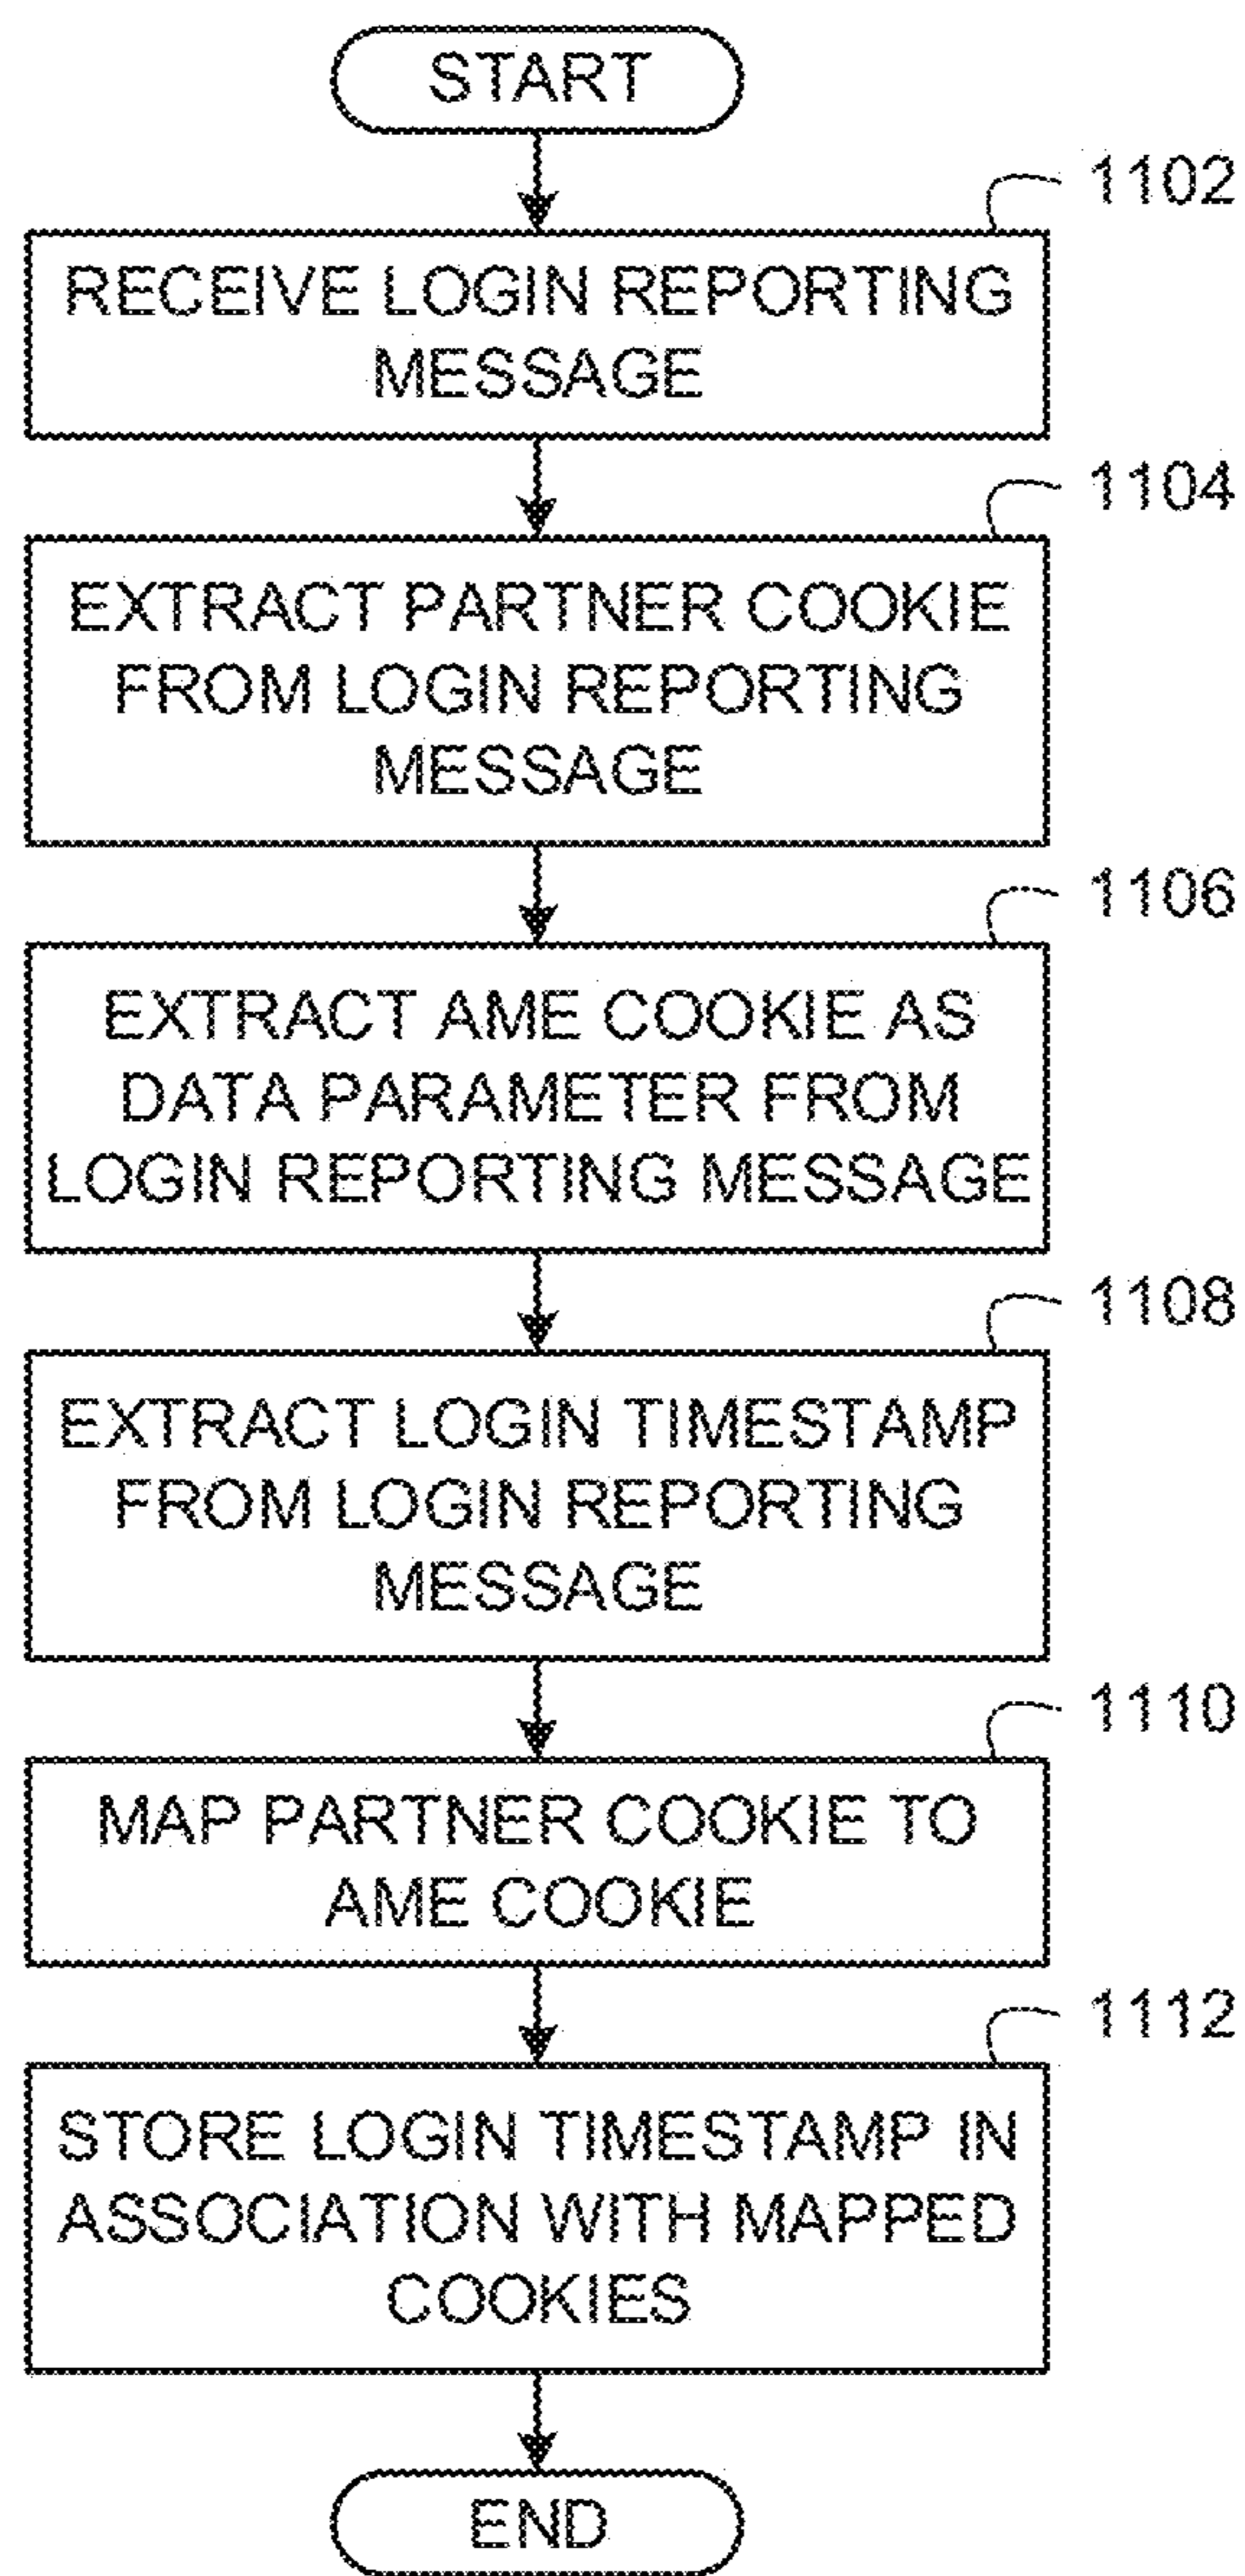 START
1102
RECEIVE LOGIN REPORTING
MESSAGE
1104
EXTRACT PARTNER COOKIE
FROM LOGIN REPORTING
MESSAGE
1106
EXTRACT AME COOKIE AS
DATA PARAMETER FROM
LOGIN REPORTING MESSAGE
1108
EXTRACT LOGIN TIMESTAMP
FROM LOGIN REPORTING
MESSAGE
1110
MAP PARTNER COOKIE TO
AME COOKIE
1112
STORE LOGIN TIMESTAMP IN
ASSOCIATION WITH MAPPED
COOKIES
END